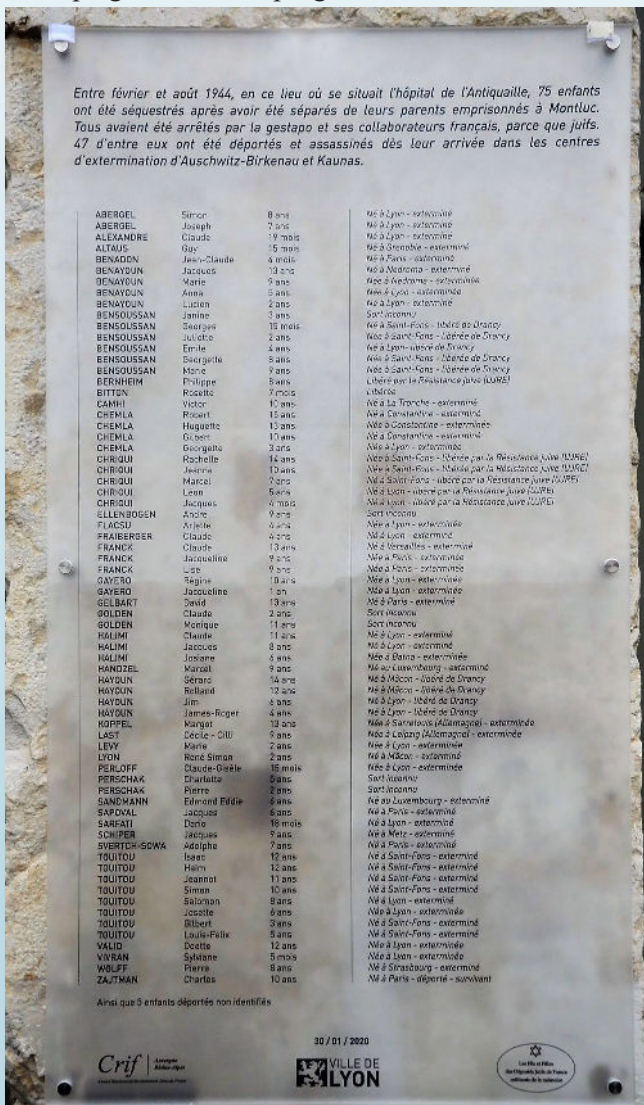 Entre février et août 1944, en ce lieu où se situait l'hôpital de l'Antiquaille, 75 enfants
ont été séquestrés après avoir été séparés de leurs parents emprisonnés à Montluc.
Tous avaient été arrêtés par la gestapo et ses collaborateurs français, parce que juifs.
47 d'entre eux ont été déportés et assassinés dès leur arrivée dans les centres
d'extermination d'Auschwitz-Birkenau et Kaunas.
ABERGEL Simon 8 ans Né à Lyon - exterminé
ABERGEL Joseph 7 ans Né à Lyon - exterminé
ALEXANDRE Claude 19 mois Né à Lyon - exterminé
ALTAUS Guy 15 mois Né à Grenoble - exterminé
BENADON Jean-Claude 4 mois Né à Paris - exterminé
BENAYOUN Jacques 13 ans Né à Nedroma - exterminé
BENAYOUN Marie 9 ans Née à Nedroma - exterminée
BENAYOUN Anna 5 ans Née à Lyon - exterminée
BENAYOUN Lucien 2 ans Né à Lyon - exterminé
BENSOUSSAN Janine 3 ans Sort inconnu
BENSOUSSAN Georges 15 mois Né à Saint-Fons - libéré de Drancy
BENSOUSSAN Juliette 2 ans Née à Saint-Fons - libérée de Drancy
BENSOUSSAN Emile 4 ans Né à Lyon - libéré de Drancy
BENSOUSSAN Georgette 8 ans Née à Saint-Fons - libérée de Drancy
BENSOUSSAN Marie 9 ans Née à Saint-Fons - libérée de Drancy
BERNHEIM Philippe 8 ans Libéré par la Résistance juive (UJRE)
BITTON Rosette 7 mois Libérée
CAMHI Victor 10 ans Né à La Tronche - exterminé
CHEMLA Robert 15 ans Né à Constantine - exterminé
CHEMLA Huguette 13 ans Née à Constantine - exterminée
CHEMLA Gilbert 10 ans Né à Constantine - exterminé
CHEMLA Georgette 3 ans Née à Lyon - exterminée
CHRIQUI Rachelle 14 ans Née à Saint-Fons - libérée par la Résistance juive (UJRE)
CHRIQUI Jeanne 10 ans Née à Saint-Fons - libérée par la Résistance juive (UJRE)
CHRIQUI Marcel 7 ans Né à Saint-Fons - libéré par la Résistance juive (UJRE)
CHRIQUI Léon 5 ans Né à Lyon - libéré par la Résistance juive (UJRE)
CHRIQUI Jacques 4 mois Né à Lyon - libéré par la Résistance juive (UJRE)
ELLENBOGEN André 9 ans Sort inconnu
FLACSU Arlette 4 ans Née à Lyon - exterminée
FRAIBERGER Claude 4 ans Né à Lyon - exterminé
FRANCK Claude 13 ans Né à Versailles - exterminé
FRANCK Jacqueline 9 ans Née à Paris - exterminée
FRANCK Lise 9 ans Née à Paris - exterminée
GAYERO Régine 10 ans Née à Lyon - exterminée
GAYERO Jacqueline 1 an Née à Lyon - exterminée
GELBART David 13 ans Né à Paris - exterminé
GOLDEN Claude 2 ans Sort inconnu
GOLDEN Monique 11 ans Sort inconnu
HALIMI Claude 11 ans Né à Lyon - exterminé
HALIMI Jacques 8 ans Né à Lyon - exterminé
HALIMI Josiane 6 ans Née à Batna - exterminée
HANDZEL Marcel 9 ans Né au Luxembourg - exterminé
HAYOUN Gérard 14 ans Né à Mâcon - libéré de Drancy
HAYOUN Rolland 12 ans Né à Mâcon - libéré de Drancy
HAYOUN Jim 6 ans Né à Lyon - libéré de Drancy
HAYOUN James-Roger 4 ans Né à Lyon - libéré de Drancy
KOPPEL Margot 13 ans Née à Sarrelouis (Allemagne) - exterminée
LAST Cécile - Cilli 9 ans Née à Leipzig (Allemagne) - exterminée
LEVY Marie 2 ans Née à Lyon - exterminée
LYON René Simon 2 ans Né à Mâcon - exterminé
PERLOFF Claude-Gisèle 15 mois Née à Lyon - exterminée
PERSCHAK Charlotte 5 ans Sort inconnu
PERSCHAK Pierre 2 ans Sort inconnu
SANDMANN Edmond Eddie 6 ans Né au Luxembourg - exterminé
SAPOVAL Jacques 6 ans Né à Paris - exterminé
SARFATI Dario 18 mois Né à Lyon - exterminé
SCHIPER Jacques 9 ans Né à Metz - exterminé
SVERTCH-SOWA Adolphe 7 ans Né à Paris - exterminé
TOUITOU Isaac 12 ans Né à Saint-Fons - exterminé
TOUITOU Haim 12 ans Né à Saint-Fons - exterminé
TOUITOU Jeannot 11 ans Né à Saint-Fons - exterminé
TOUITOU Simon 10 ans Né à Saint-Fons - exterminé
TOUITOU Salomon 8 ans Né à Lyon - exterminé
TOUITOU Josette 6 ans Née à Lyon - exterminée
TOUITOU Gilbert 3 ans Né à Saint-Fons - exterminé
TOUITOU Louis-Félix 5 ans Né à Saint-Fons - exterminé
VALID Odette 12 ans Née à Lyon - exterminée
VIVRAN Sylviane 5 mois Née à Lyon - exterminée
WOLFF Pierre 8 ans Né à Strasbourg - exterminé
ZAJTMAN Charles 10 ans Né à Paris - déporté - survivant
Ainsi que 5 enfants déportés non identifiés
30 / 01 / 2020
Crif Auvergne
Rhône-Alpes
VILLE DE
LYON
Les Fils et Filles
des Déportés Juifs de France